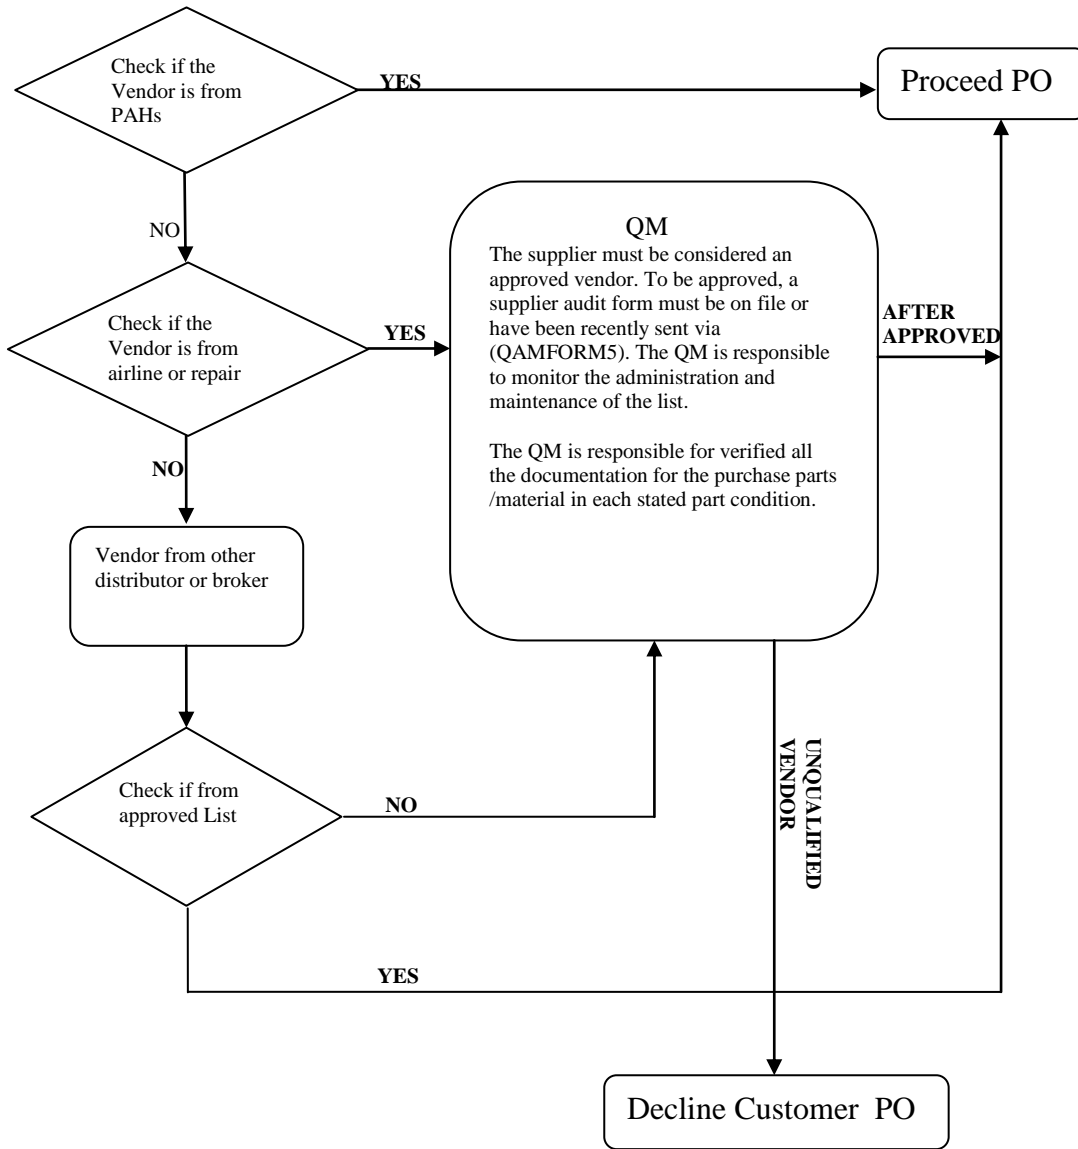 Check if the
Vendor is from
PAHs
YES
Proceed PO
NO
QM
The supplier must be considered an
approved vendor. To be approved, a
supplier audit form must be on file or
have been recently sent via
(QAMFORM5). The QM is responsible
to monitor the administration and
maintenance of the list.
The QM is responsible for verified all
the documentation for the purchase parts
/material in each stated part condition.
Check if the
Vendor is from
airline or repair
YES
AFTER
APPROVED
NO
Vendor from other
distributor or broker
Check if from
approved List
NO
UNQUALIFIED
VENDOR
YES
Decline Customer PO